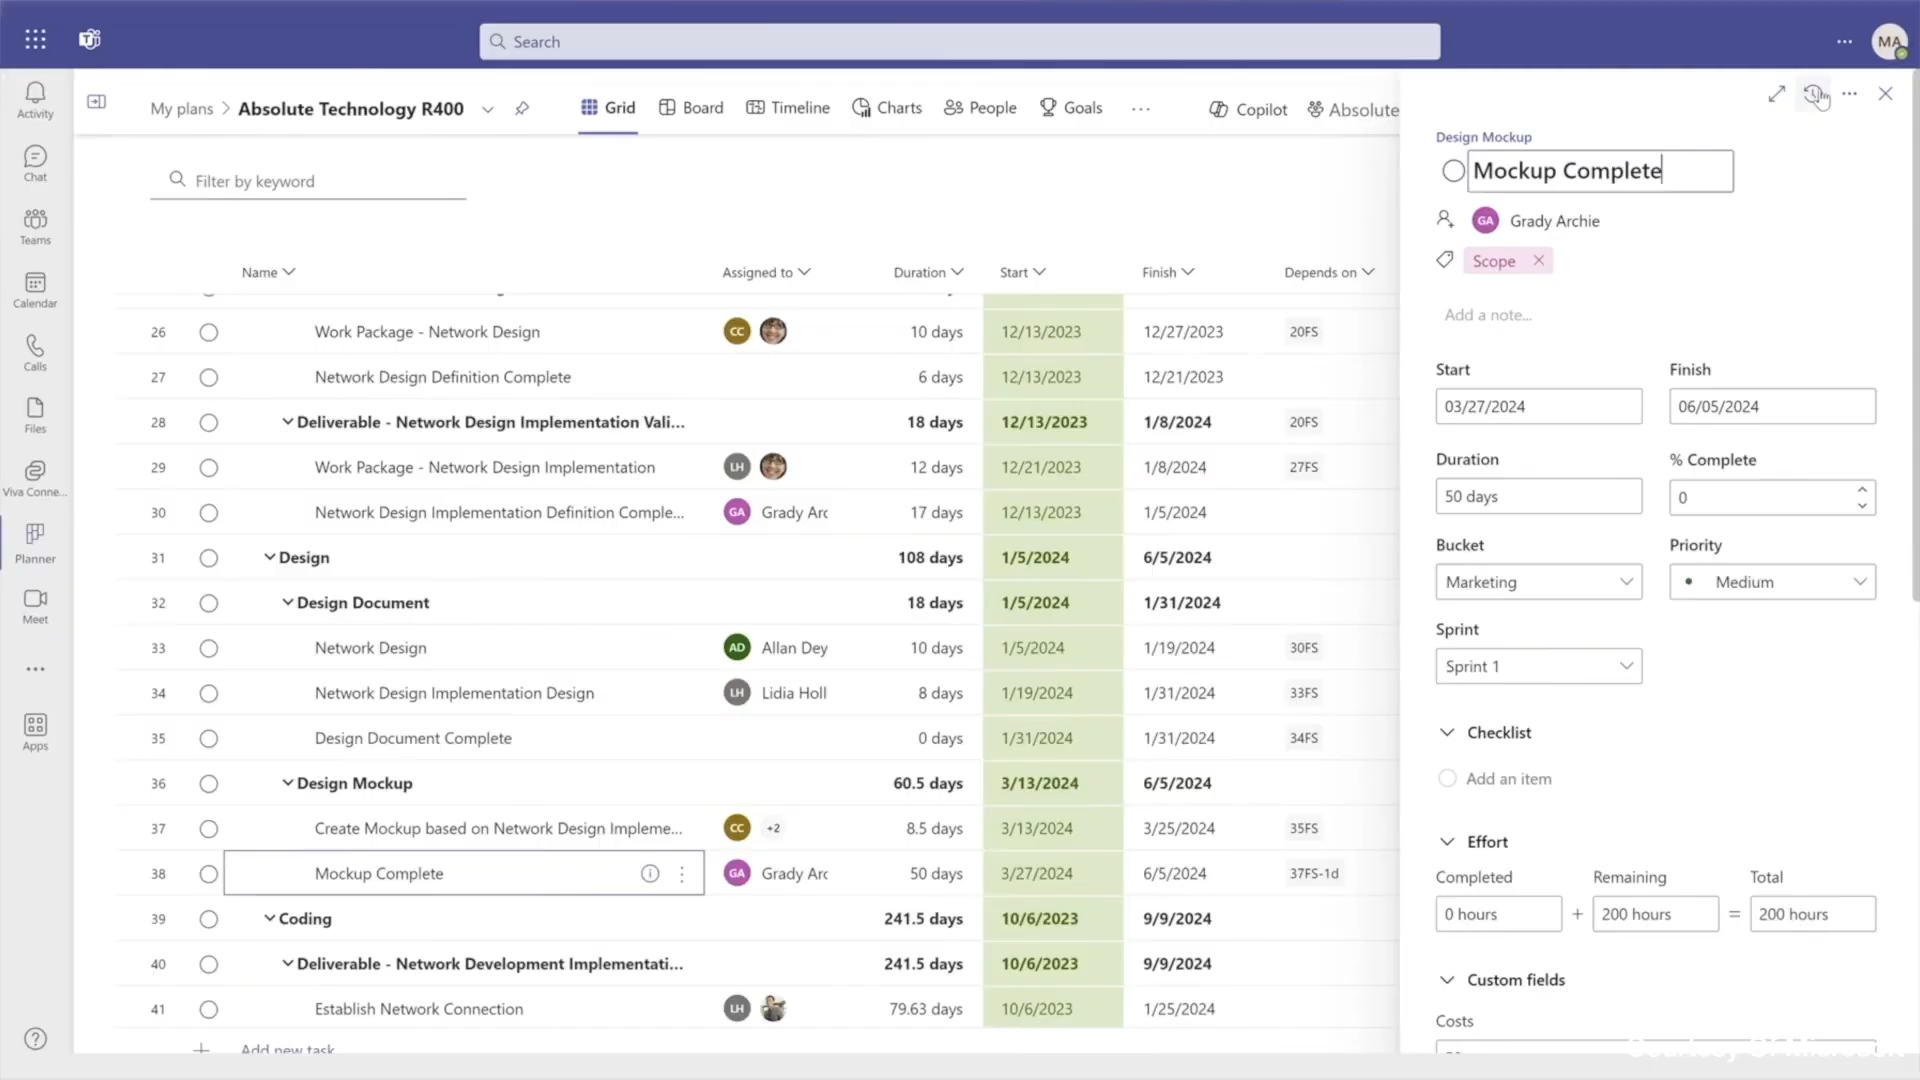 Search
MA
Activity
Chat
Teams
Calendar
Calls
Files
Viva Conne...
Planner
Meet
Apps
My plans > Absolute Technology R400
Grid
Board
Timeline
Charts
People
Goals
Copilot
Absolute
Filter by keyword
Name Assigned to Duration Start Finish Depends on
26 Work Package - Network Design CC 10 days 12/13/2023 12/27/2023 20FS
27 Network Design Definition Complete 6 days 12/13/2023 12/21/2023
28 Deliverable - Network Design Implementation Vali... 18 days 12/13/2023 1/8/2024 20FS
29 Work Package - Network Design Implementation LH 12 days 12/21/2023 1/8/2024 27FS
30 Network Design Implementation Definition Comple... GA Grady Arc 17 days 12/13/2023 1/5/2024
31 Design 108 days 1/5/2024 6/5/2024
32 Design Document 18 days 1/5/2024 1/31/2024
33 Network Design AD Allan Dey 10 days 1/5/2024 1/19/2024 30FS
34 Network Design Implementation Design LH Lidia Holl 8 days 1/19/2024 1/31/2024 33FS
35 Design Document Complete 0 days 1/31/2024 1/31/2024 34FS
36 Design Mockup 60.5 days 3/13/2024 6/5/2024
37 Create Mockup based on Network Design Impleme... CC +2 8.5 days 3/13/2024 3/25/2024 35FS
38 Mockup Complete GA Grady Arc 50 days 3/27/2024 6/5/2024 37FS-1d
39 Coding 241.5 days 10/6/2023 9/9/2024
40 Deliverable - Network Development Implementati... 241.5 days 10/6/2023 9/9/2024
41 Establish Network Connection LH 79.63 days 10/6/2023 1/25/2024
+ Add new task
Design Mockup
Mockup Complete
GA Grady Archie
Scope
Add a note...
Start Finish
03/27/2024 06/05/2024
Duration % Complete
50 days 0
Bucket Priority
Marketing Medium
Sprint
Sprint 1
Checklist
Add an item
Effort
Completed Remaining Total
0 hours + 200 hours = 200 hours
Custom fields
Costs
Courtesy Of Microsoft